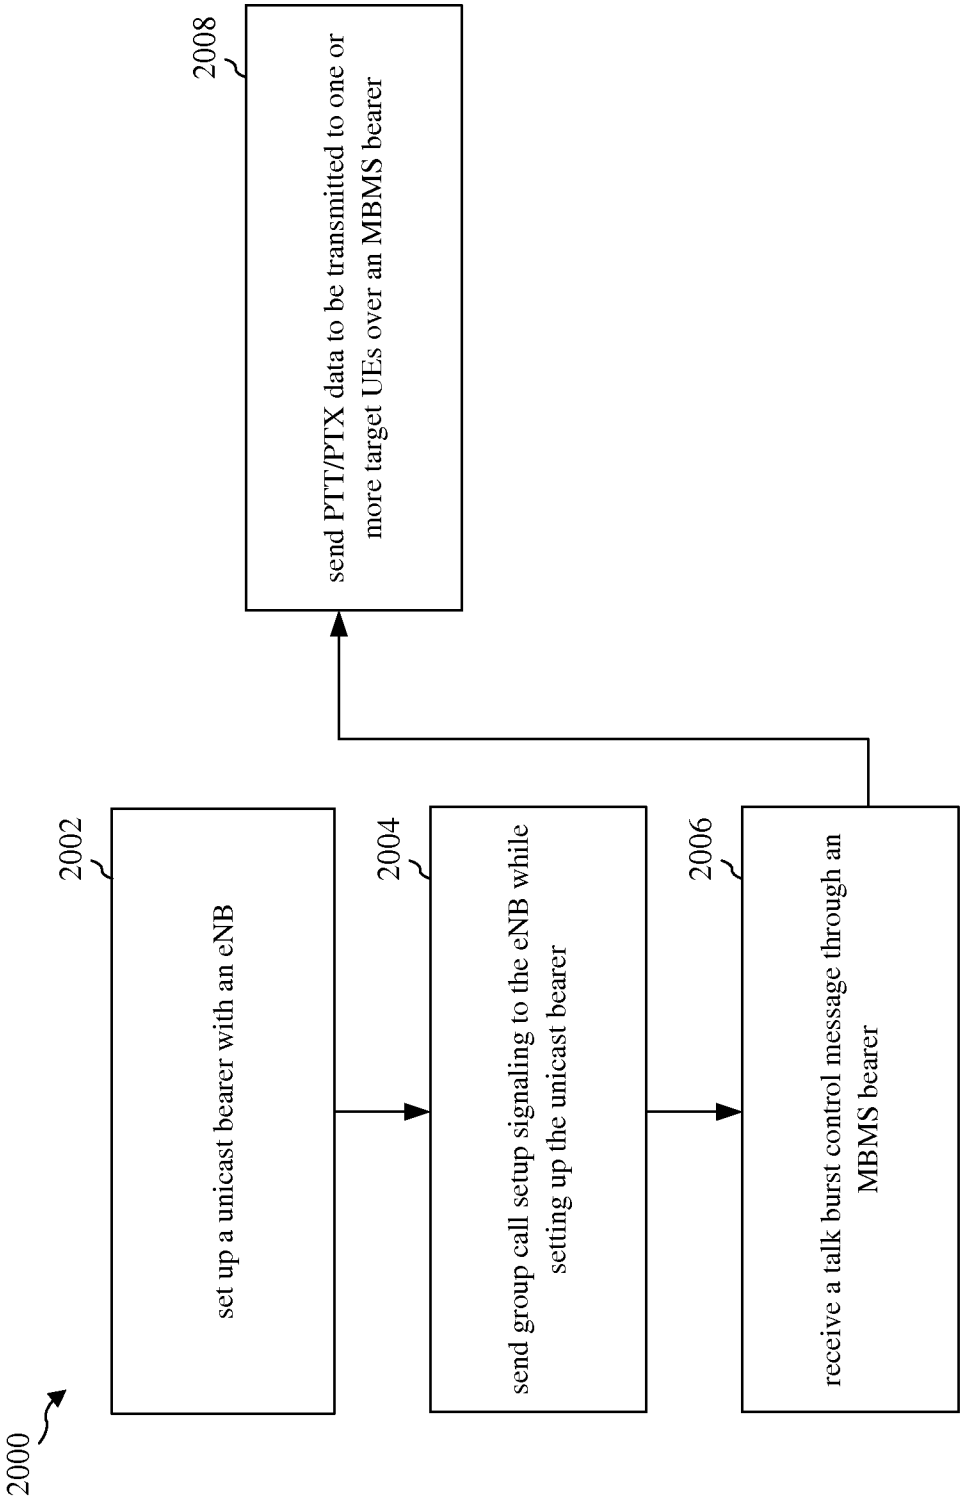 2000
2002
set up a unicast bearer with an eNB
2004
send group call setup signaling to the eNB while
setting up the unicast bearer
2006
receive a talk burst control message through an
MBMS bearer
2008
send PTT/PTX data to be transmitted to one or
more target UEs over an MBMS bearer